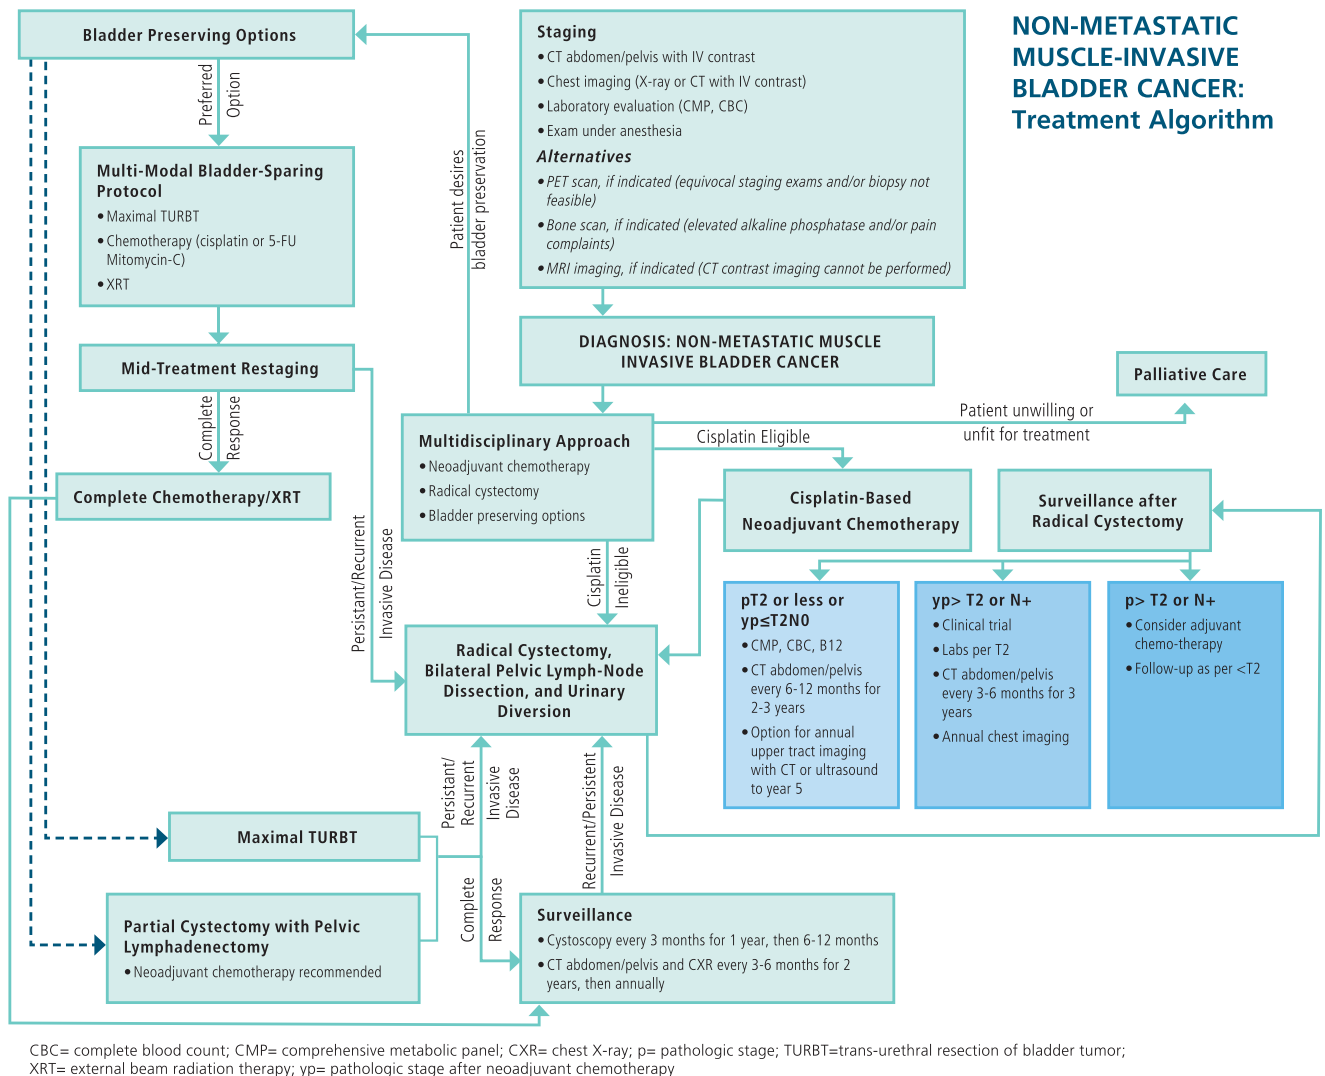 NON-METASTATIC
MUSCLE-INVASIVE
BLADDER CANCER:
Treatment Algorithm
Bladder Preserving Options
Preferred
Option
Multi-Modal Bladder-Sparing
Protocol
• Maximal TURBT
• Chemotherapy (cisplatin or 5-FU
Mitomycin-C)
• XRT
Mid-Treatment Restaging
Complete
Response
Complete Chemotherapy/XRT
Patient desires
bladder preservation
Staging
• CT abdomen/pelvis with IV contrast
• Chest imaging (X-ray or CT with IV contrast)
• Laboratory evaluation (CMP, CBC)
• Exam under anesthesia
Alternatives
• PET scan, if indicated (equivocal staging exams and/or biopsy not
feasible)
• Bone scan, if indicated (elevated alkaline phosphatase and/or pain
complaints)
• MRI imaging, if indicated (CT contrast imaging cannot be performed)
DIAGNOSIS: NON-METASTATIC MUSCLE
INVASIVE BLADDER CANCER
Palliative Care
Patient unwilling or
unfit for treatment
Multidisciplinary Approach
• Neoadjuvant chemotherapy
• Radical cystectomy
• Bladder preserving options
Cisplatin Eligible
Cisplatin-Based
Neoadjuvant Chemotherapy
Surveillance after
Radical Cystectomy
Persistant/Recurrent
Invasive Disease
Cisplatin
Ineligible
Radical Cystectomy,
Bilateral Pelvic Lymph-Node
Dissection, and Urinary
Diversion
pT2 or less or
yp≤T2N0
• CMP, CBC, B12
• CT abdomen/pelvis
every 6-12 months for
2-3 years
• Option for annual
upper tract imaging
with CT or ultrasound
to year 5
yp> T2 or N+
• Clinical trial
• Labs per T2
• CT abdomen/pelvis
every 3-6 months for 3
years
• Annual chest imaging
p> T2 or N+
• Consider adjuvant
chemo-therapy
• Follow-up as per <T2
Persistant/
Recurrent
Invasive
Disease
Recurrent/Persistent
Invasive Disease
Maximal TURBT
Partial Cystectomy with Pelvic
Lymphadenectomy
• Neoadjuvant chemotherapy recommended
Complete
Response
Surveillance
• Cystoscopy every 3 months for 1 year, then 6-12 months
• CT abdomen/pelvis and CXR every 3-6 months for 2
years, then annually
CBC= complete blood count; CMP= comprehensive metabolic panel; CXR= chest X-ray; p= pathologic stage; TURBT=trans-urethral resection of bladder tumor;
XRT= external beam radiation therapy; yp= pathologic stage after neoadjuvant chemotherapy